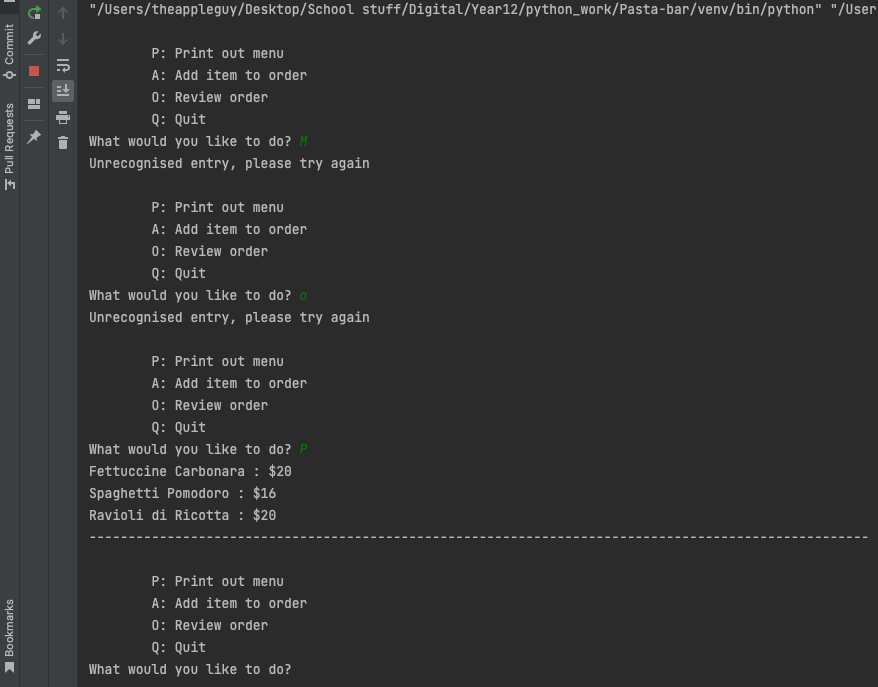 "/Users/theappleguy/Desktop/School stuff/Digital/Year12/python_work/Pasta-bar/venv/bin/python" "/User
P: Print out menu
A: Add item to order
O: Review order
Q: Quit
What would you like to do? M
Unrecognised entry, please try again
P: Print out menu
A: Add item to order
O: Review order
Q: Quit
What would you like to do? o
Unrecognised entry, please try again
P: Print out menu
A: Add item to order
O: Review order
Q: Quit
What would you like to do? P
Fettuccine Carbonara : $20
Spaghetti Pomodoro : $16
Ravioli di Ricotta : $20
----------------------------------------------------------------------------------------------------
P: Print out menu
A: Add item to order
O: Review order
Q: Quit
What would you like to do?
Commit
Pull Requests
Bookmarks